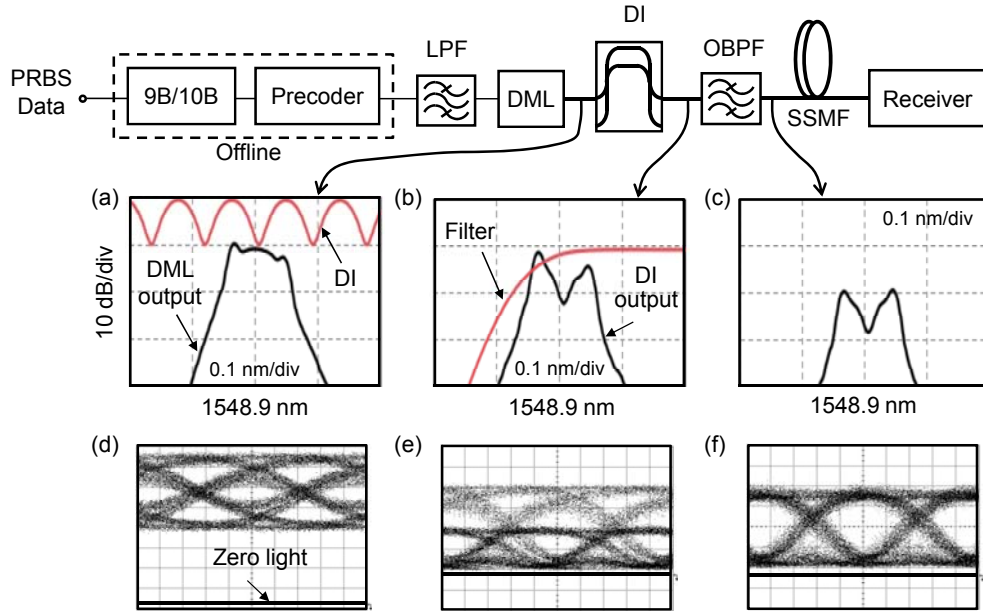 PRBS
Data
9B/10B
Precoder
Offline
LPF
DML
DI
OBPF
SSMF
Receiver
(a)
10 dB/div
DML
output
DI
0.1 nm/div
1548.9 nm
(b)
Filter
DI
output
0.1 nm/div
1548.9 nm
(c)
0.1 nm/div
1548.9 nm
(d)
Zero light
(e)
(f)